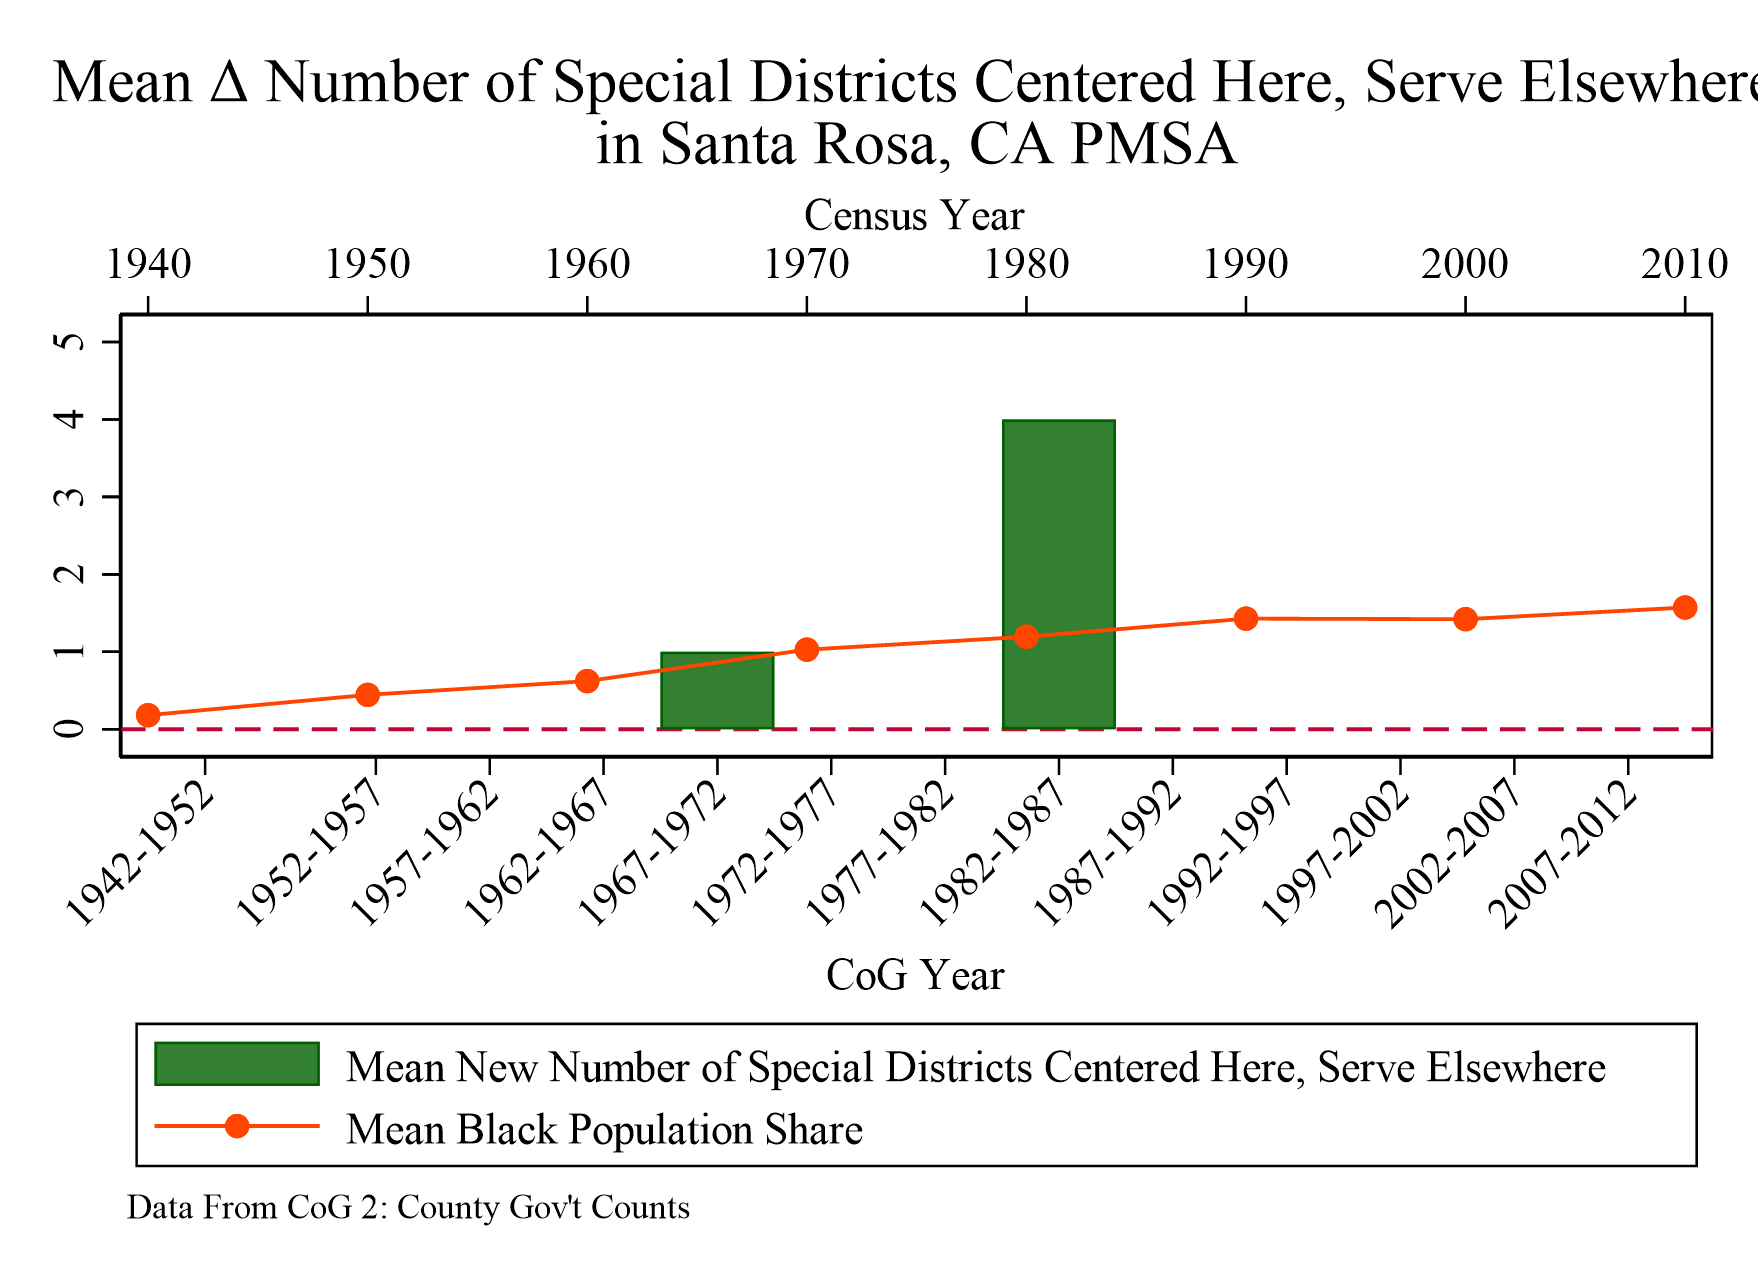 Mean Δ Number of Special Districts Centered Here, Serve Elsewhere
in Santa Rosa, CA PMSA
Census Year
1940 1950 1960 1970 1980 1990 2000 2010
5
4
3
2
1
0
1942-1952 1952-1957 1957-1962 1962-1967 1967-1972 1972-1977 1977-1982 1982-1987 1987-1992 1992-1997 1997-2002 2002-2007 2007-2012
CoG Year
Mean New Number of Special Districts Centered Here, Serve Elsewhere
Mean Black Population Share
Data From CoG 2: County Gov't Counts